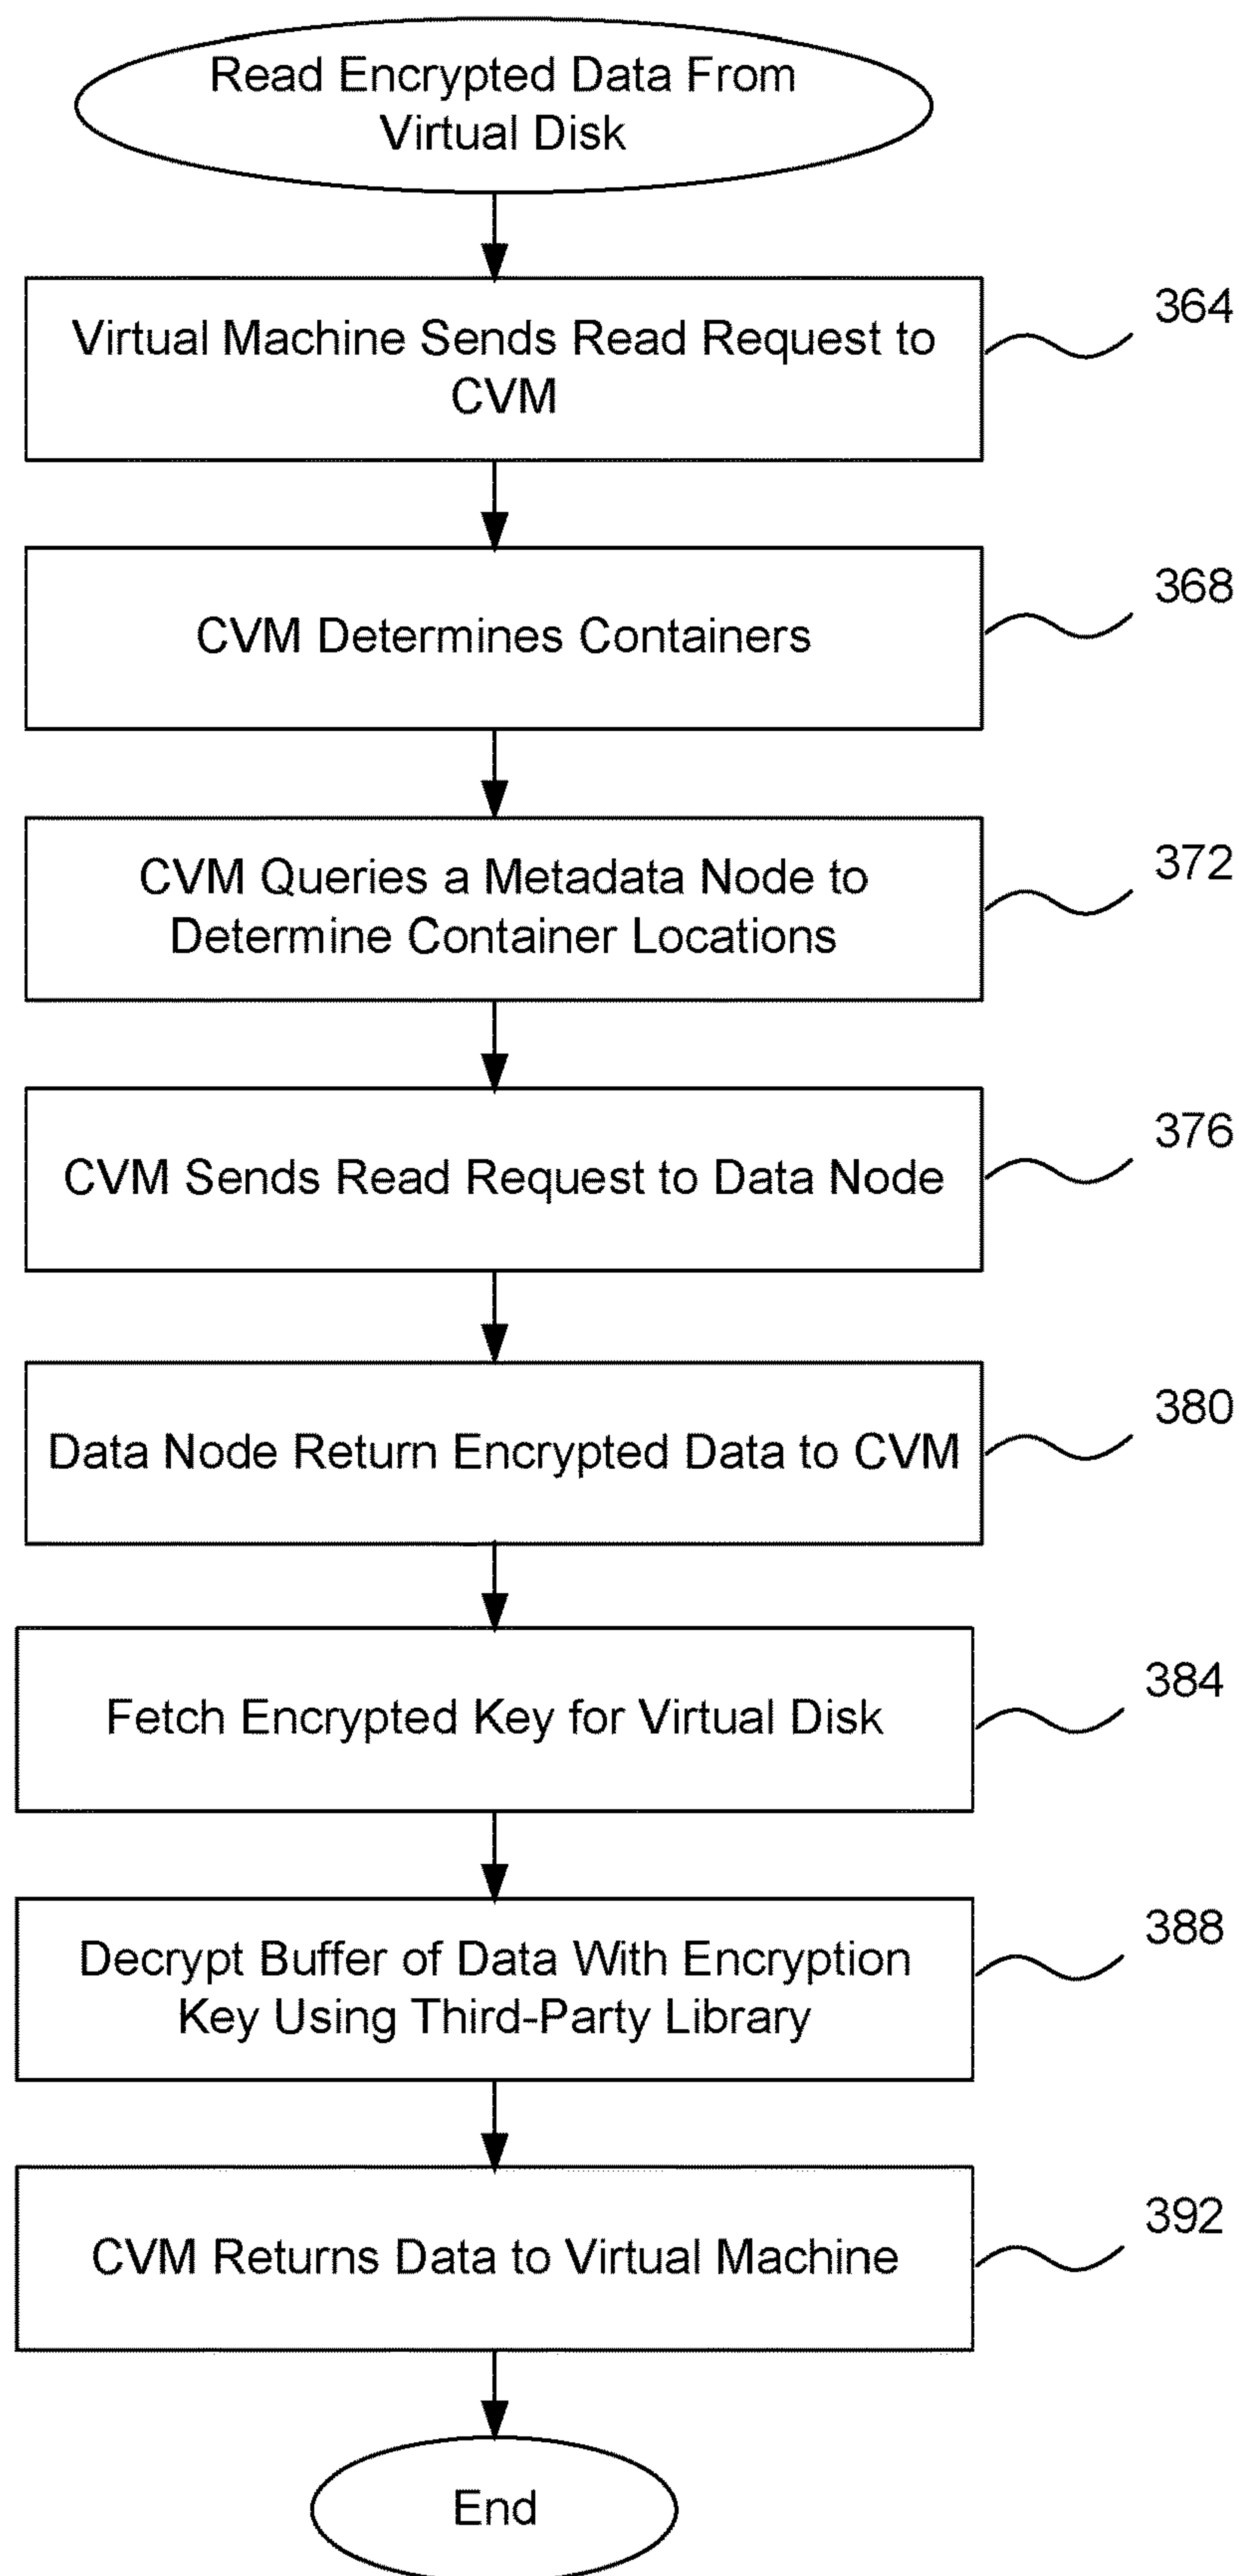 Read Encrypted Data From
Virtual Disk
Virtual Machine Sends Read Request to
CVM
364
CVM Determines Containers
368
CVM Queries a Metadata Node to
Determine Container Locations
372
CVM Sends Read Request to Data Node
376
Data Node Return Encrypted Data to CVM
380
Fetch Encrypted Key for Virtual Disk
384
Decrypt Buffer of Data With Encryption
Key Using Third-Party Library
388
CVM Returns Data to Virtual Machine
392
End